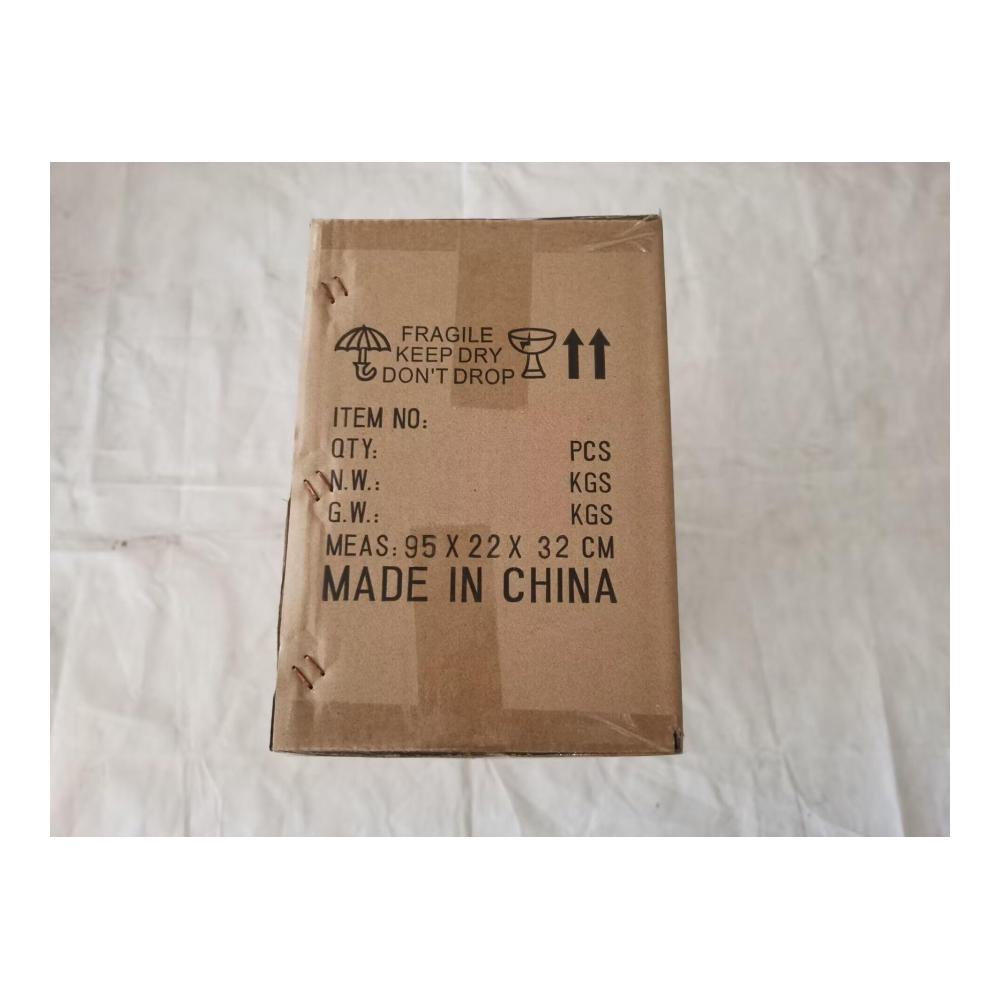 FRAGILE
KEEP DRY
DON'T DROP
ITEM NO:
QTY: PCS
N.W.: KGS
G.W.: KGS
MEAS: 95 X 22 X 32 CM
MADE IN CHINA